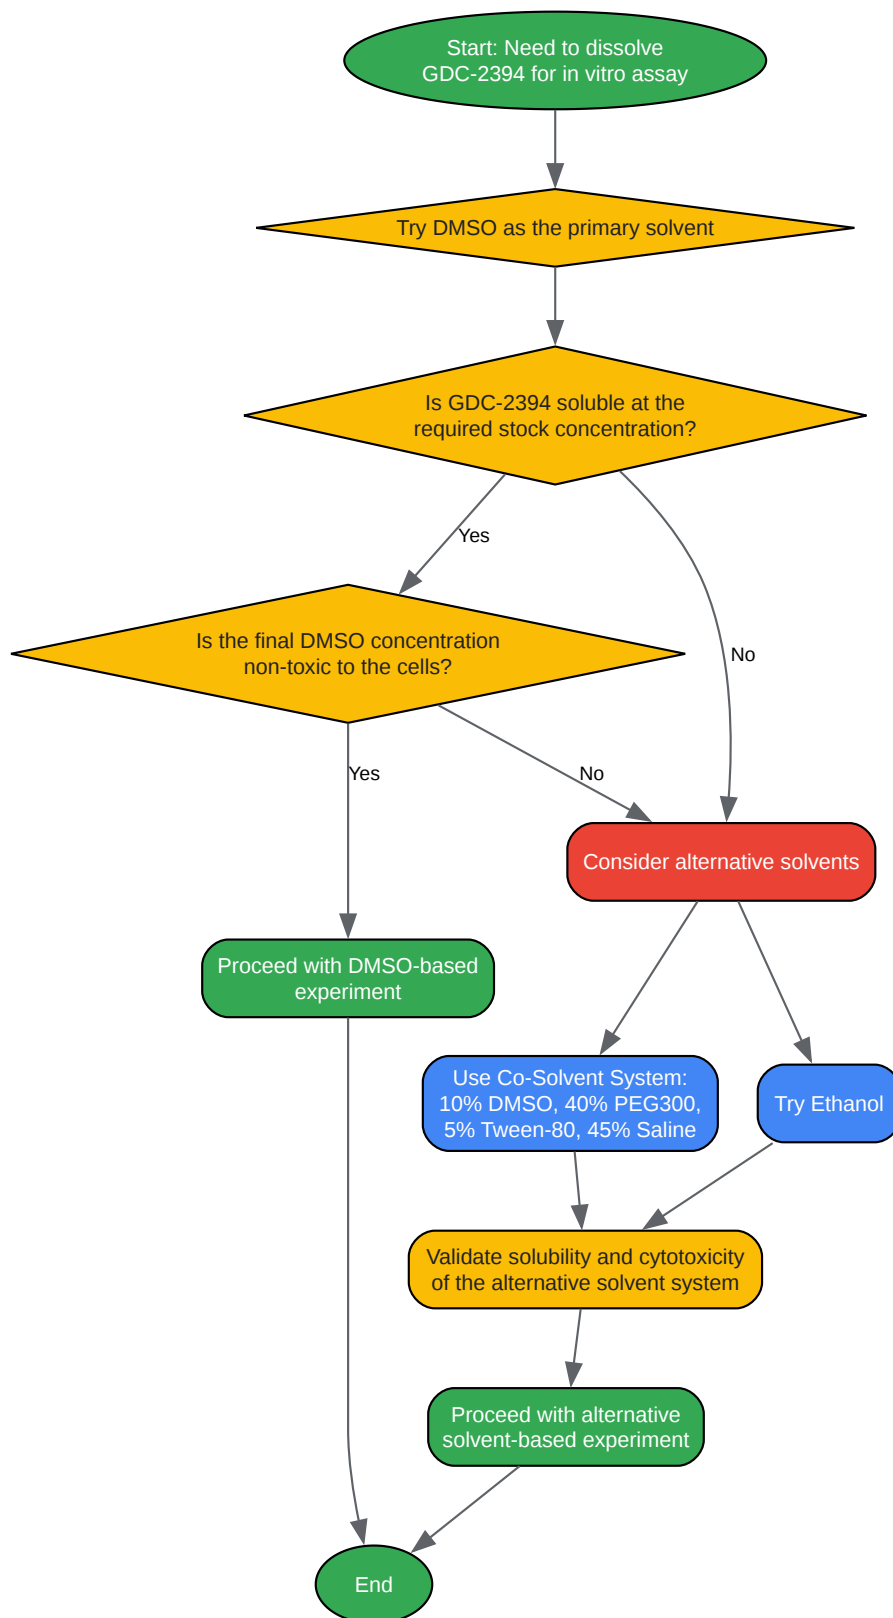 Start: Need to dissolve
GDC-2394 for in vitro assay
Try DMSO as the primary solvent
Is GDC-2394 soluble at the
required stock concentration?
Yes
No
Is the final DMSO concentration
non-toxic to the cells?
Yes
No
Consider alternative solvents
Proceed with DMSO-based
experiment
Use Co-Solvent System:
10% DMSO, 40% PEG300,
5% Tween-80, 45% Saline
Try Ethanol
Validate solubility and cytotoxicity
of the alternative solvent system
Proceed with alternative
solvent-based experiment
End